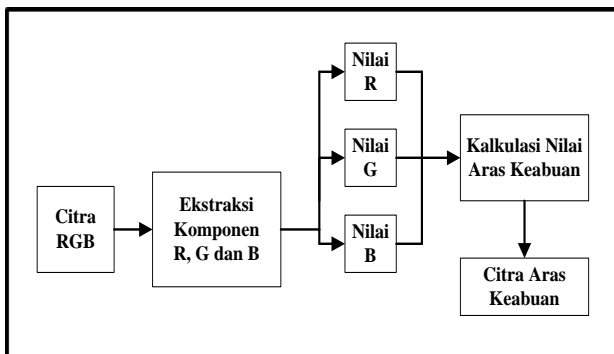 Citra
RGB
Ekstraksi
Komponen
R, G dan B
Nilai
R
Nilai
G
Nilai
B
Kalkulasi Nilai
Aras Keabuan
Citra Aras
Keabuan